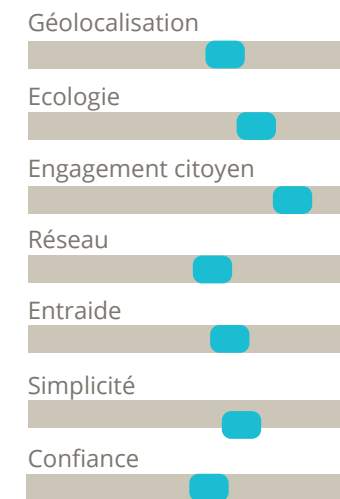 Géolocalisation
Ecologie
Engagement citoyen
Réseau
Entraide
Simplicité
Confiance